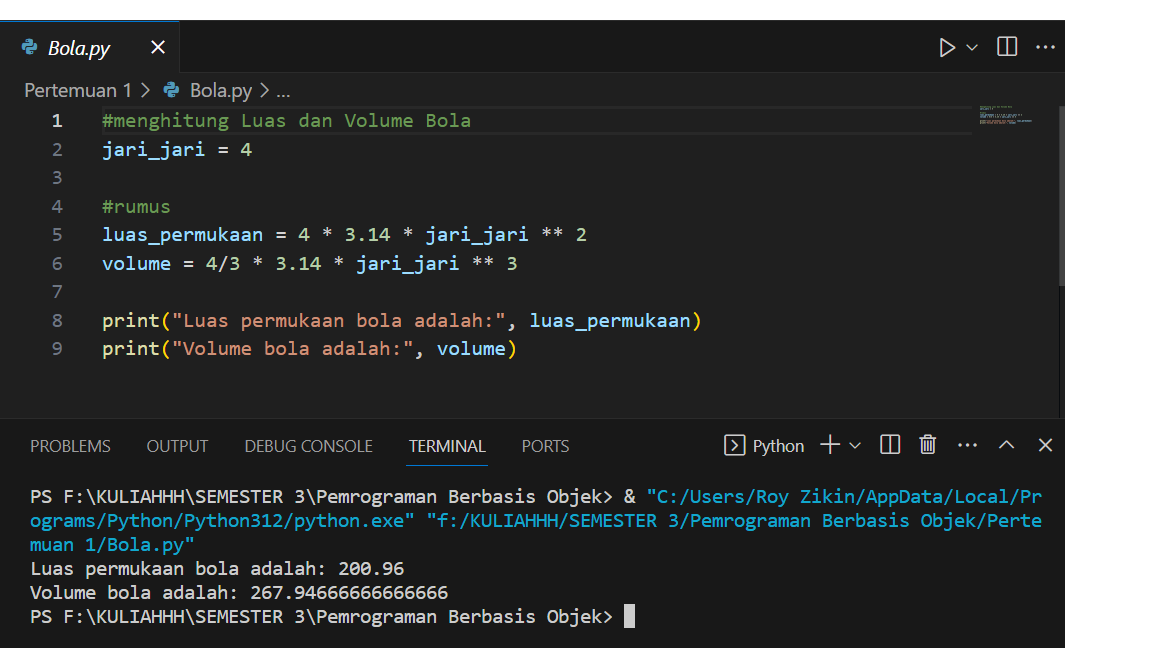 Bola.py
Pertemuan 1 > Bola.py > ...
1 #menghitung Luas dan Volume Bola
2 jari_jari = 4
3
4 #rumus
5 luas_permukaan = 4 * 3.14 * jari_jari ** 2
6 volume = 4/3 * 3.14 * jari_jari ** 3
7
8 print("Luas permukaan bola adalah:", luas_permukaan)
9 print("Volume bola adalah:", volume)
PROBLEMS OUTPUT DEBUG CONSOLE TERMINAL PORTS Python
PS F:\KULIAHHH\SEMESTER 3\Pemrograman Berbasis Objek> & "C:/Users/Roy Zikin/AppData/Local/Pr
ograms/Python/Python312/python.exe" "f:/KULIAHHH/SEMESTER 3/Pemrograman Berbasis Objek/Perte
muan 1/Bola.py"
Luas permukaan bola adalah: 200.96
Volume bola adalah: 267.94666666666666
PS F:\KULIAHHH\SEMESTER 3\Pemrograman Berbasis Objek>